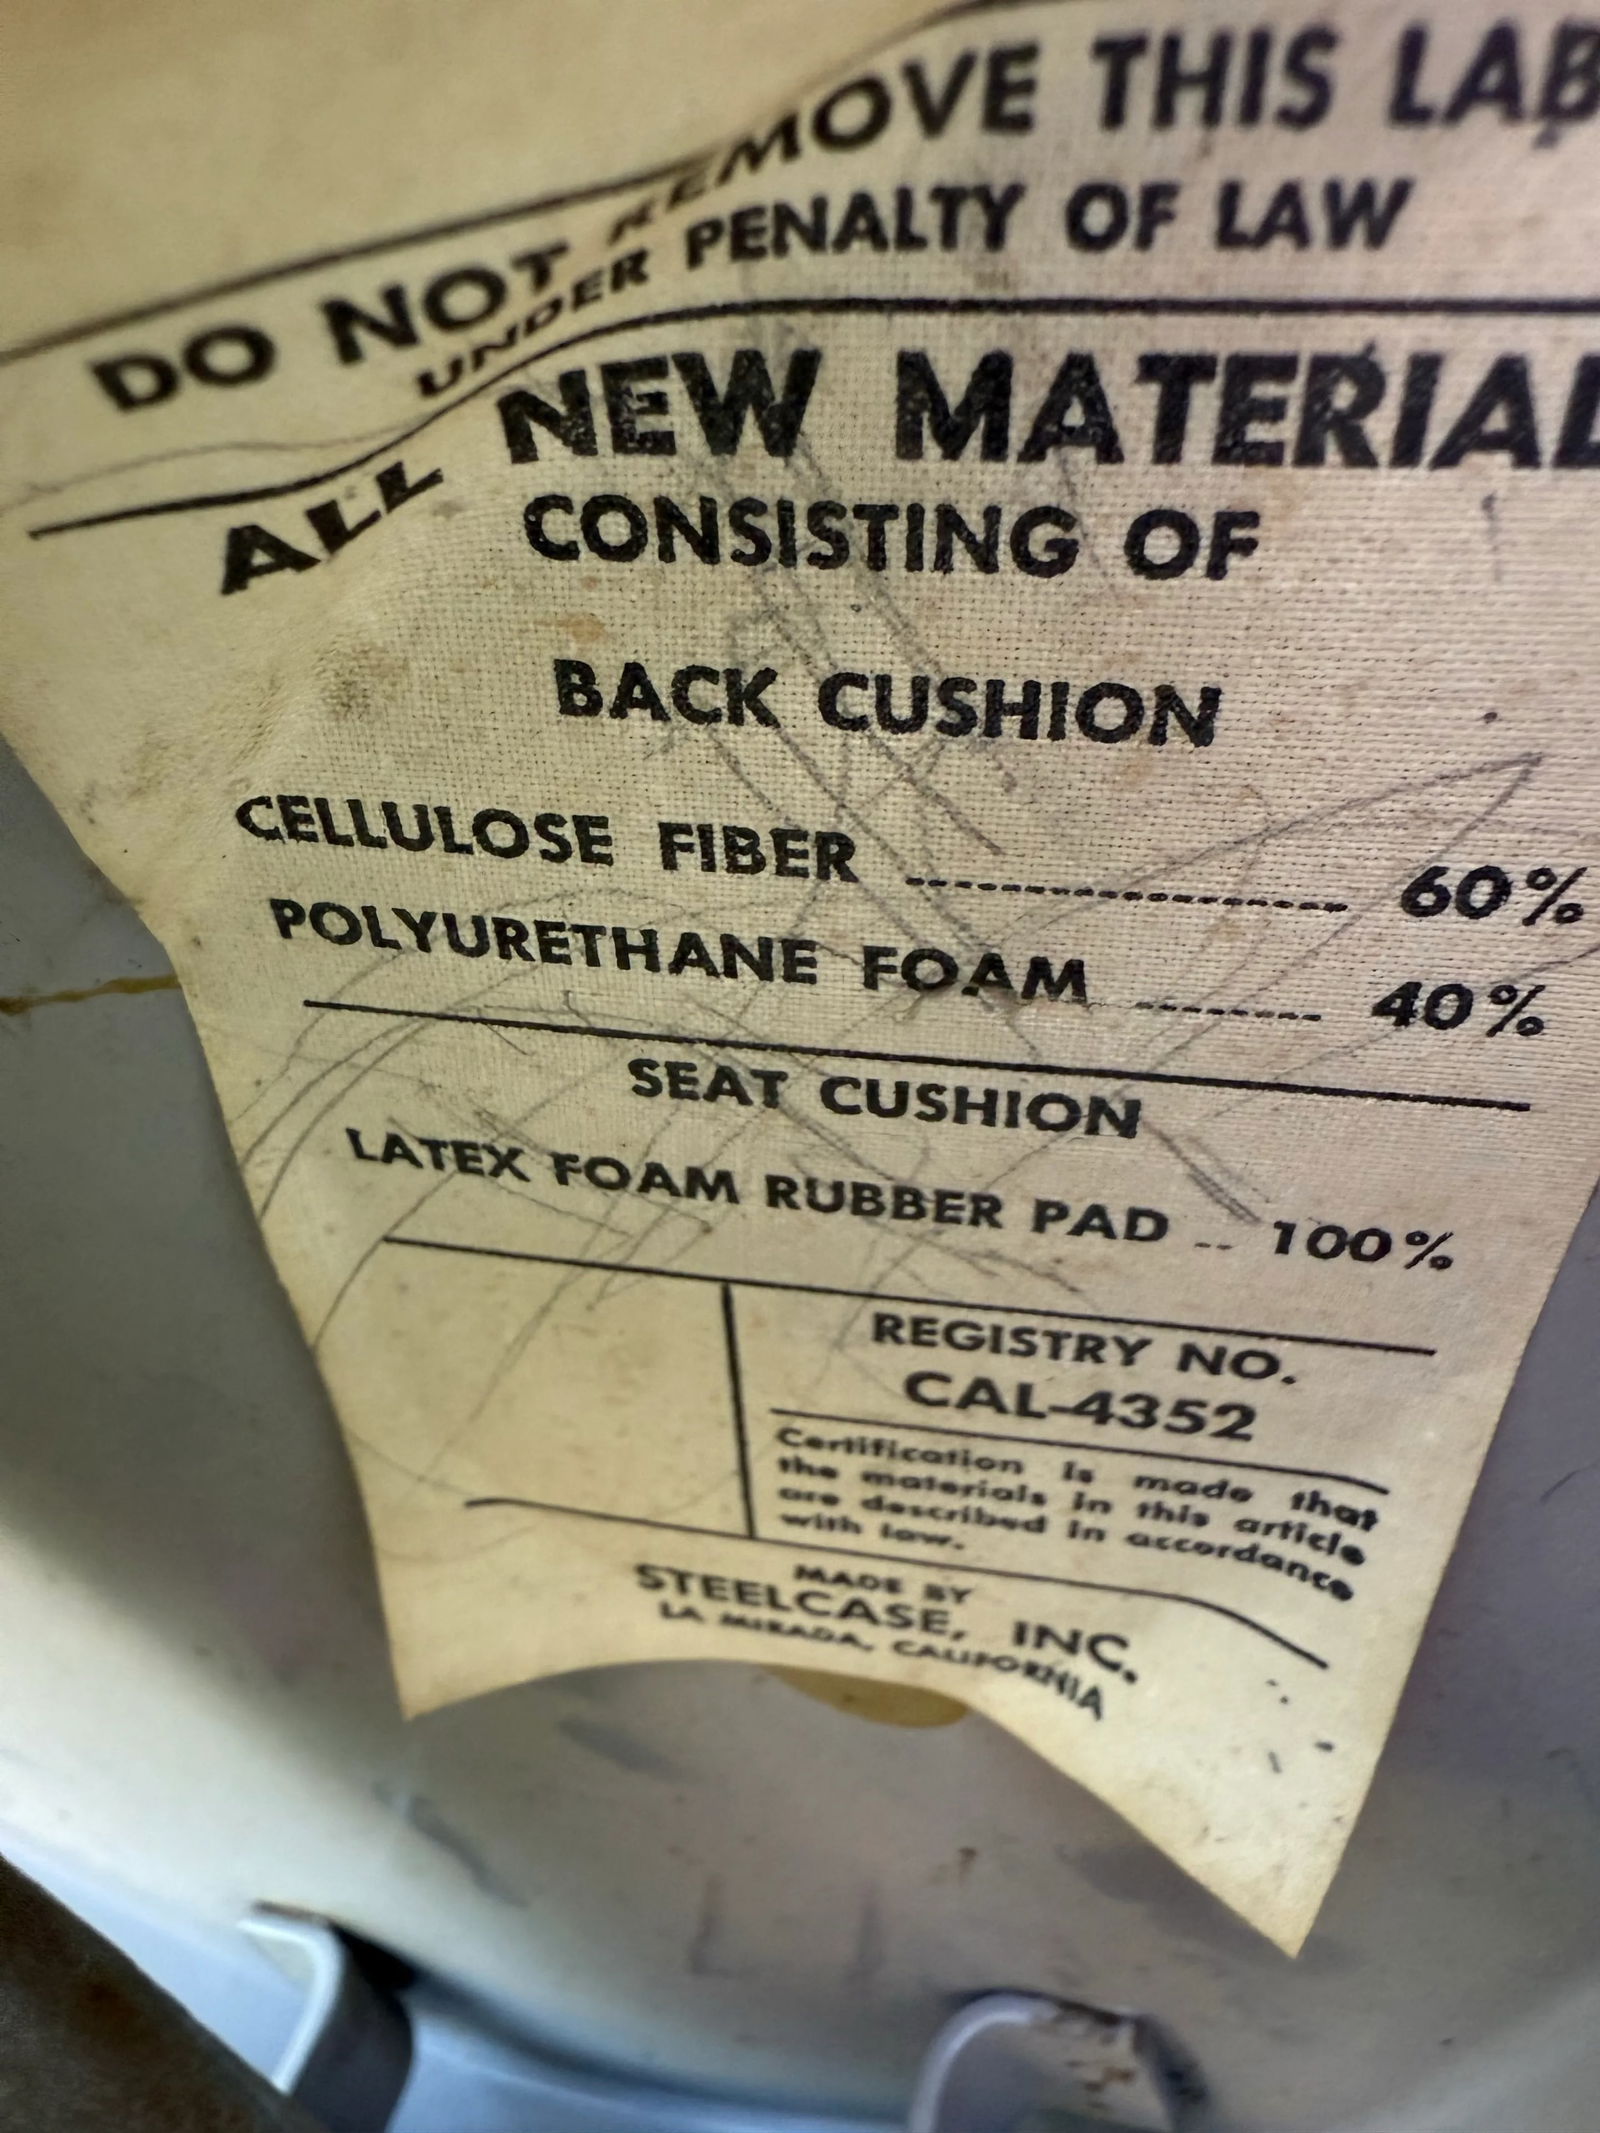 DO NOT REMOVE THIS LAB
UNDER PENALTY OF LAW
ALL NEW MATERIAL
CONSISTING OF
BACK CUSHION
CELLULOSE FIBER 60%
POLYURETHANE FOAM 40%
SEAT CUSHION
LATEX FOAM RUBBER PAD 100%
REGISTRY NO.
CAL-4352
Certification is made that
the materials in this article
are described in accordance
with law.
MADE BY
STEELCASE, INC.
LA MIRADA, CALIFORNIA